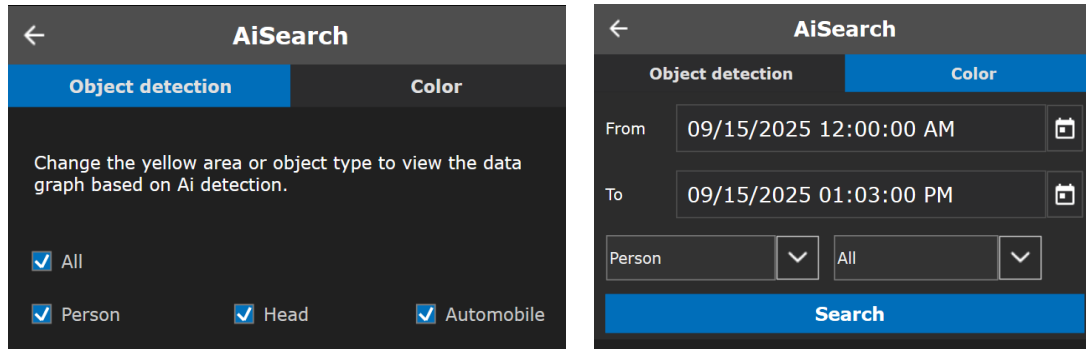 AiSearch
Object detection
Color
Change the yellow area or object type to view the data
graph based on Ai detection.
All
Person
Head
Automobile
AiSearch
Object detection
Color
From
09/15/2025 12:00:00 AM
To
09/15/2025 01:03:00 PM
Person
All
Search